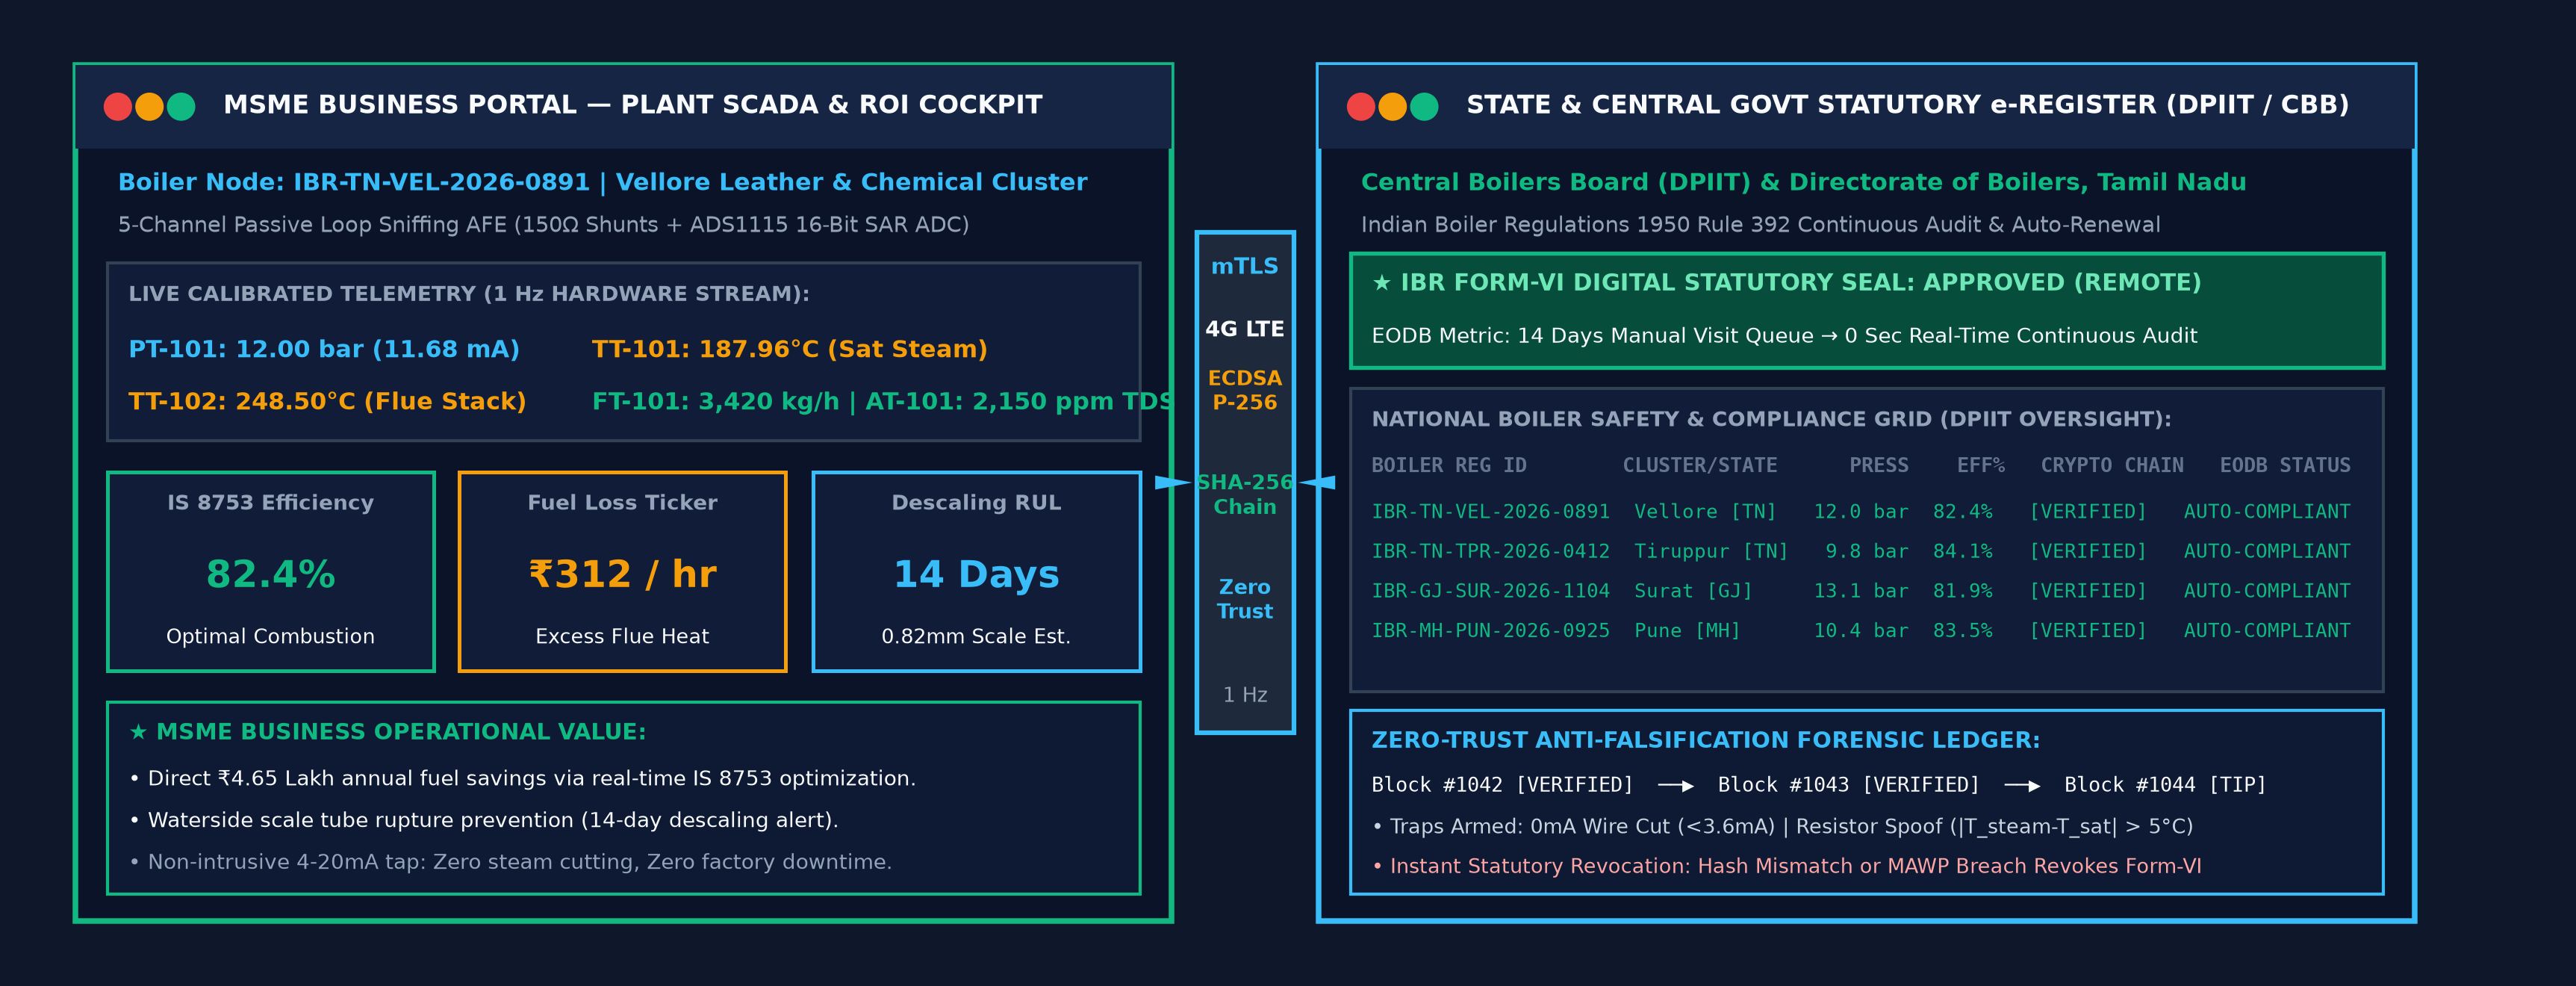 MSME BUSINESS PORTAL — PLANT SCADA & ROI COCKPIT
Boiler Node: IBR-TN-VEL-2026-0891 | Vellore Leather & Chemical Cluster
5-Channel Passive Loop Sniffing AFE (150Ω Shunts + ADS1115 16-Bit SAR ADC)
LIVE CALIBRATED TELEMETRY (1 Hz HARDWARE STREAM):
PT-101: 12.00 bar (11.68 mA) TT-101: 187.96°C (Sat Steam)
TT-102: 248.50°C (Flue Stack) FT-101: 3,420 kg/h | AT-101: 2,150 ppm TDS
IS 8753 Efficiency
82.4%
Optimal Combustion
Fuel Loss Ticker
₹312 / hr
Excess Flue Heat
Descaling RUL
14 Days
0.82mm Scale Est.
★ MSME BUSINESS OPERATIONAL VALUE:
• Direct ₹4.65 Lakh annual fuel savings via real-time IS 8753 optimization.
• Waterside scale tube rupture prevention (14-day descaling alert).
• Non-intrusive 4-20mA tap: Zero steam cutting, Zero factory downtime.
mTLS
4G LTE
ECDSA
P-256
SHA-256
Chain
Zero
Trust
1 Hz
STATE & CENTRAL GOVT STATUTORY e-REGISTER (DPIIT / CBB)
Central Boilers Board (DPIIT) & Directorate of Boilers, Tamil Nadu
Indian Boiler Regulations 1950 Rule 392 Continuous Audit & Auto-Renewal
★ IBR FORM-VI DIGITAL STATUTORY SEAL: APPROVED (REMOTE)
EODB Metric: 14 Days Manual Visit Queue → 0 Sec Real-Time Continuous Audit
NATIONAL BOILER SAFETY & COMPLIANCE GRID (DPIIT OVERSIGHT):
BOILER REG ID CLUSTER/STATE PRESS EFF% CRYPTO CHAIN EODB STATUS
IBR-TN-VEL-2026-0891 Vellore [TN] 12.0 bar 82.4% [VERIFIED] AUTO-COMPLIANT
IBR-TN-TPR-2026-0412 Tiruppur [TN] 9.8 bar 84.1% [VERIFIED] AUTO-COMPLIANT
IBR-GJ-SUR-2026-1104 Surat [GJ] 13.1 bar 81.9% [VERIFIED] AUTO-COMPLIANT
IBR-MH-PUN-2026-0925 Pune [MH] 10.4 bar 83.5% [VERIFIED] AUTO-COMPLIANT
ZERO-TRUST ANTI-FALSIFICATION FORENSIC LEDGER:
Block #1042 [VERIFIED] ──▶ Block #1043 [VERIFIED] ──▶ Block #1044 [TIP]
• Traps Armed: 0mA Wire Cut (<3.6mA) | Resistor Spoof (|T_steam-T_sat| > 5°C)
• Instant Statutory Revocation: Hash Mismatch or MAWP Breach Revokes Form-VI